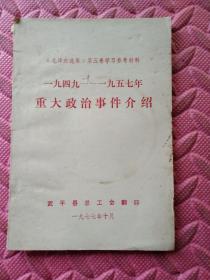 《毛泽东选集》第五卷学习参考材料
一九四九——一九五七年
重大政治事件介绍
武平县总工会翻印
一九七七年十月